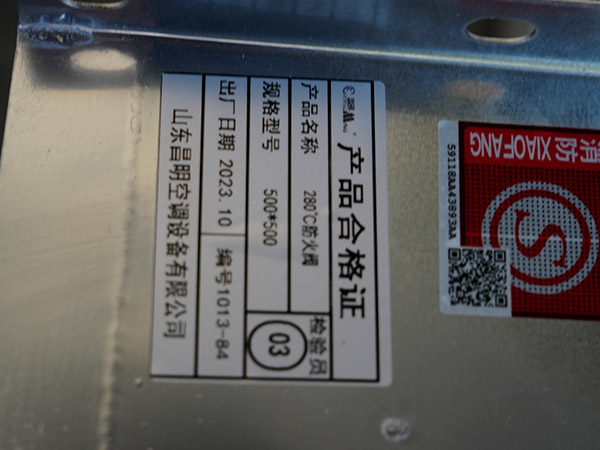 产品合格证
产品名称 280℃防火阀
规格型号 500*500
检验员
03
出厂日期 2023.10 编号1013-84
山东昌明空调设备有限公司
消防 XIAOFANG
S
59118AA43893AA